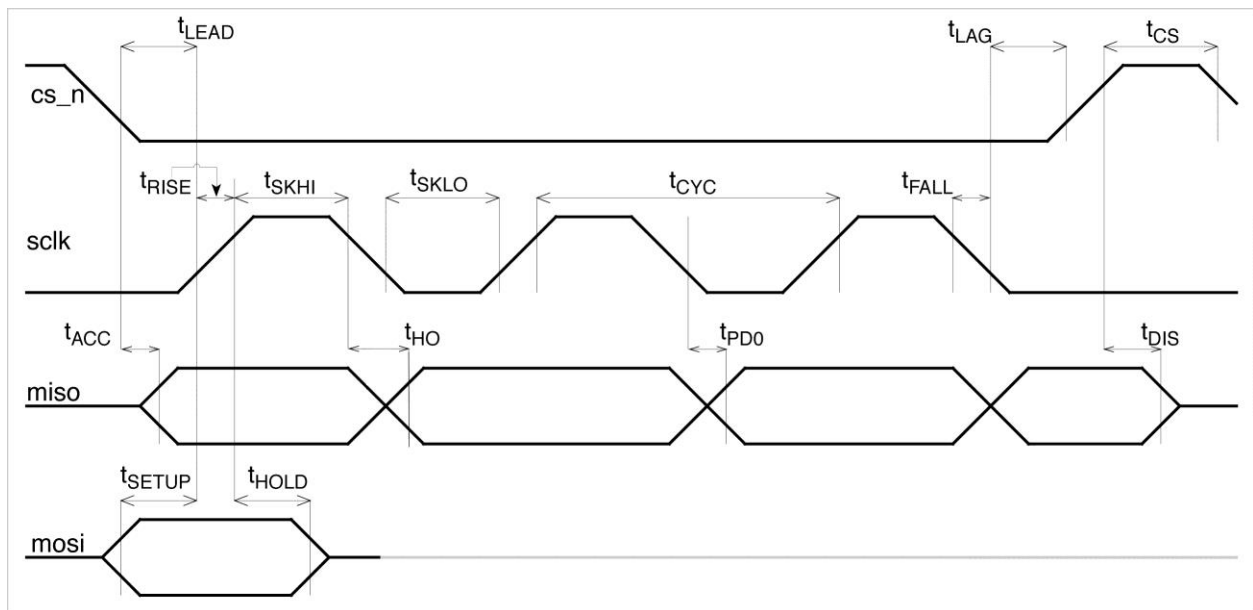 tLEAD tLAG tCS
cs_n
tRISE tSKHI tSKLO tCYC tFALL
sclk
tACC tHO tPD0 tDIS
miso
tSETUP tHOLD
mosi